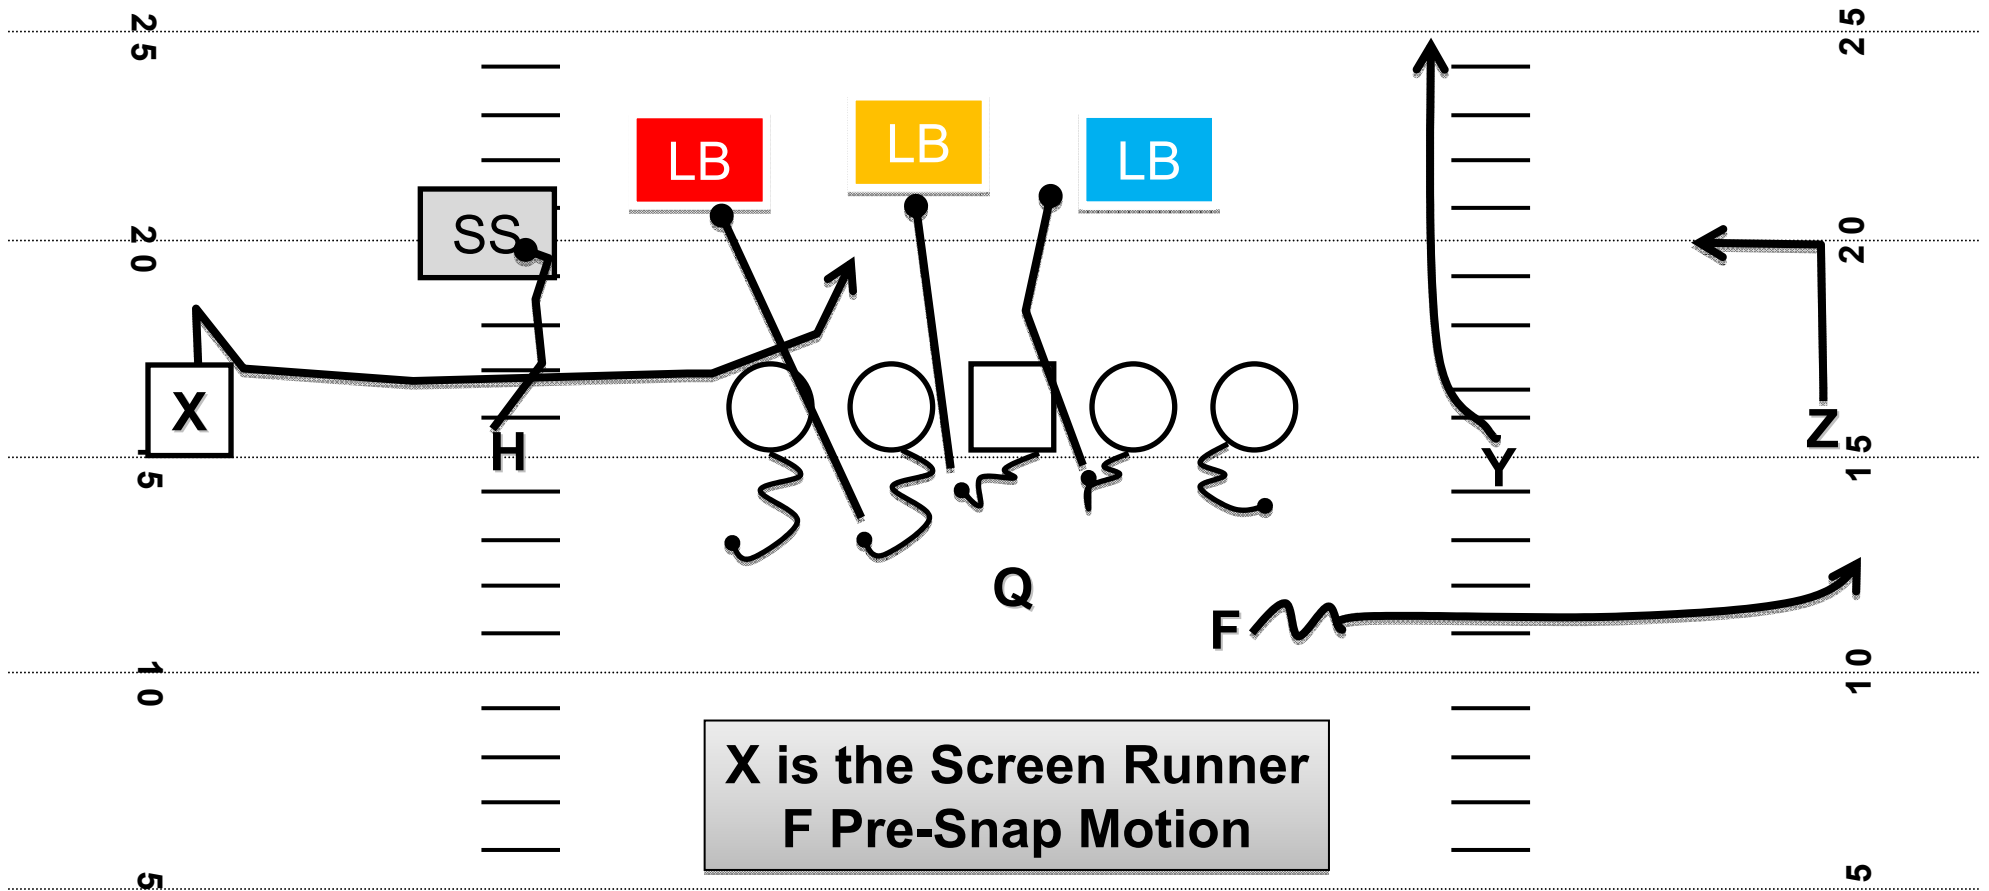 25 25
LB LB LB
SS
20 20
X H Y Z
5 15
Q
F
10 10
X is the Screen Runner
F Pre-Snap Motion
5 5